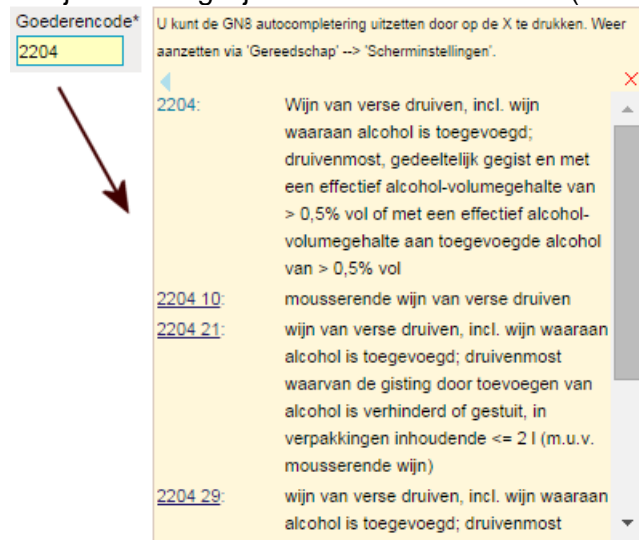 Goederencode*
2204
U kunt de GN8 autocompletering uitzetten door op de X te drukken. Weer
aanzetten via 'Gereedschap' --> 'Scherminstellingen'.
2204: Wijn van verse druiven, incl. wijn
waaraan alcohol is toegevoegd;
druivenmost, gedeeltelijk gegist en met
een effectief alcohol-volumegehalte van
> 0,5% vol of met een effectief alcohol-
volumegehalte aan toegevoegde alcohol
van > 0,5% vol
2204 10: mousserende wijn van verse druiven
2204 21: wijn van verse druiven, incl. wijn waaraan
alcohol is toegevoegd; druivenmost
waarvan de gisting door toevoegen van
alcohol is verhinderd of gestuit, in
verpakkingen inhoudende <= 2 l (m.u.v.
mousserende wijn)
2204 29: wijn van verse druiven, incl. wijn waaraan
alcohol is toegevoegd; druivenmost